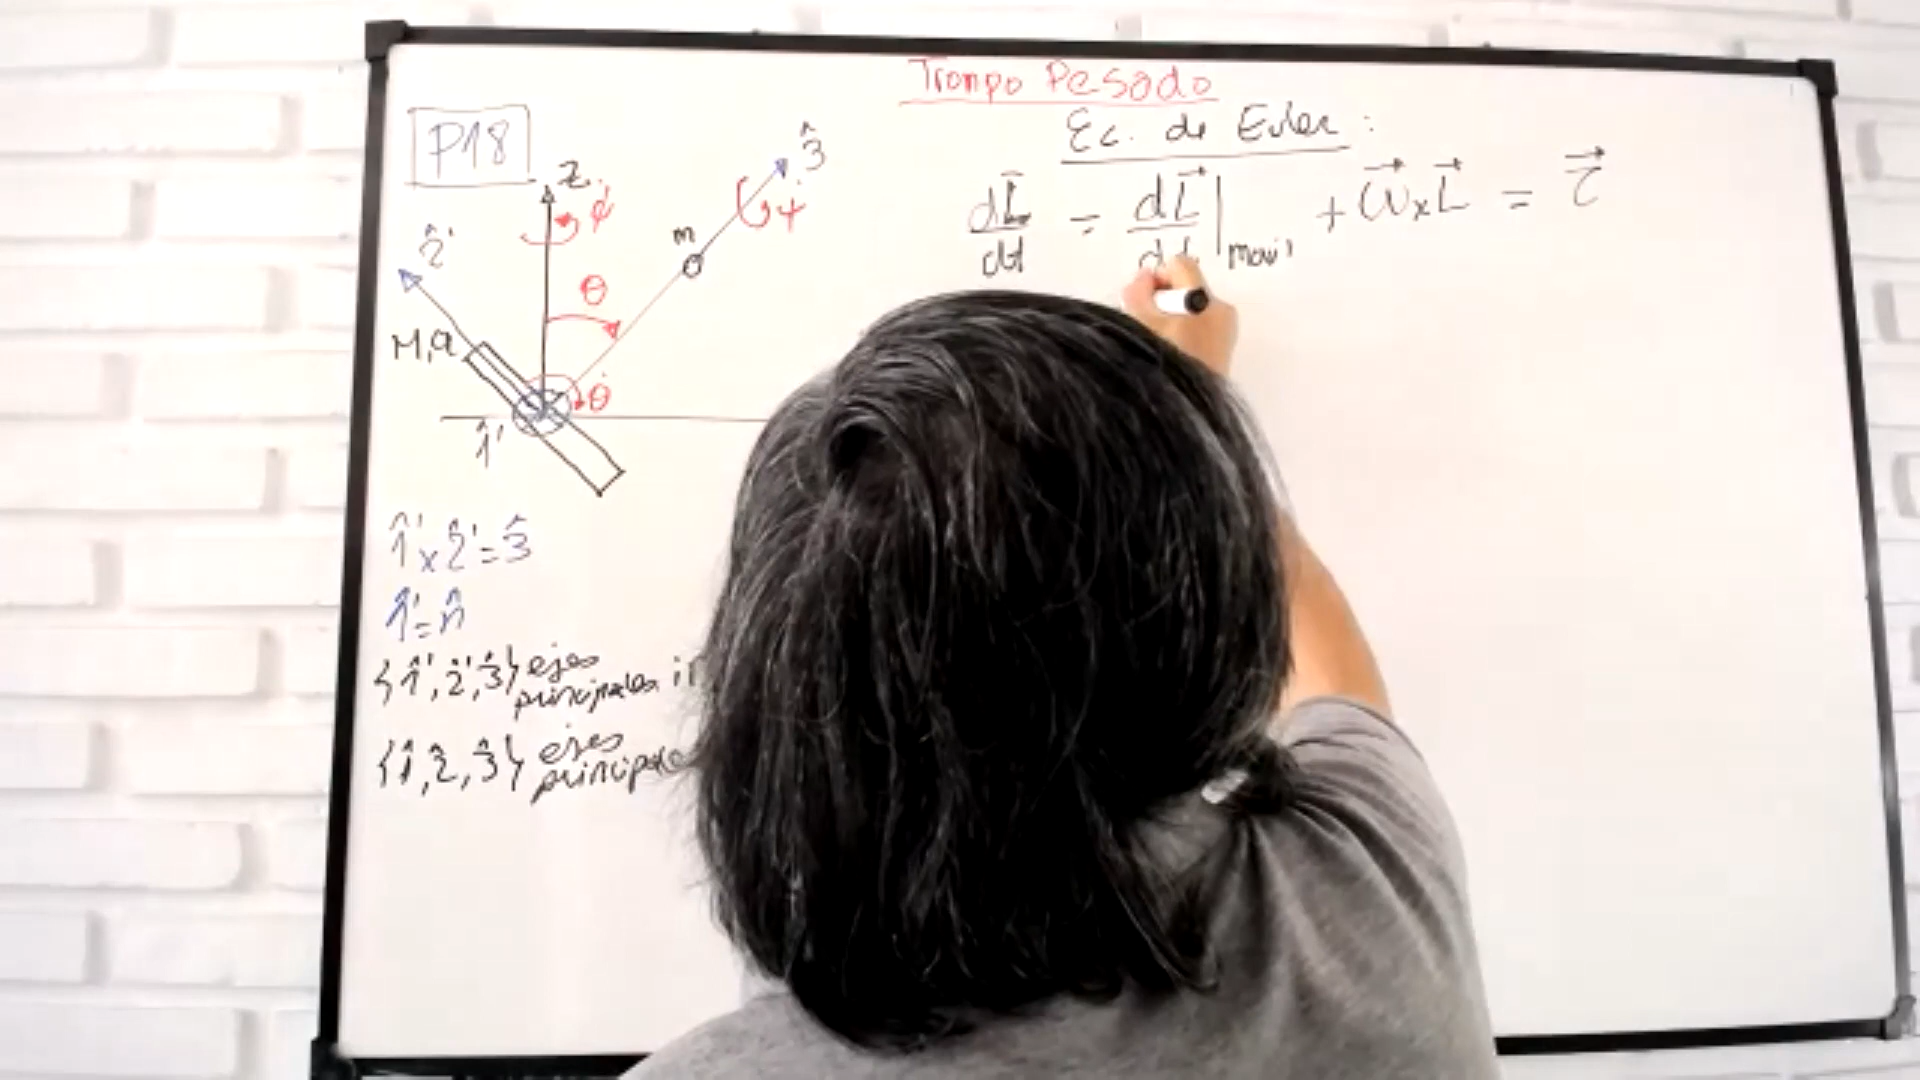 Trompo Pesado
P18
Ec. de Euler:
dL⃗/dt = dL⃗/dt |movil + ω⃗ x L⃗ = τ⃗
z
φ̇
3̂
ψ̇
m
θ
2̂'
M,a
θ̇
1̂'
1̂' x 2̂' = 3̂
1̂' = n̂
{1̂', 2̂', 3̂} ejes
principales
{1̂, 2̂, 3̂} ejes